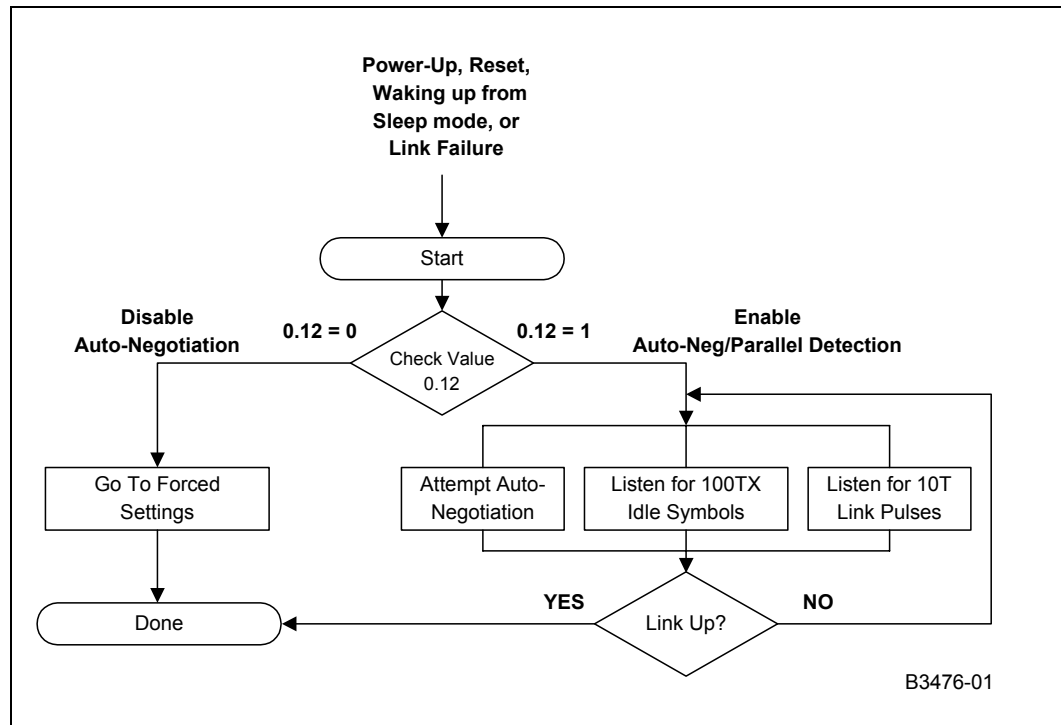 Power-Up, Reset,
Waking up from
Sleep mode, or
Link Failure
Start
Disable
Auto-Negotiation
0.12 = 0
0.12 = 1
Enable
Auto-Neg/Parallel Detection
Check Value
0.12
Go To Forced
Settings
Attempt Auto-
Negotiation
Listen for 100TX
Idle Symbols
Listen for 10T
Link Pulses
Done
YES
Link Up?
NO
B3476-01